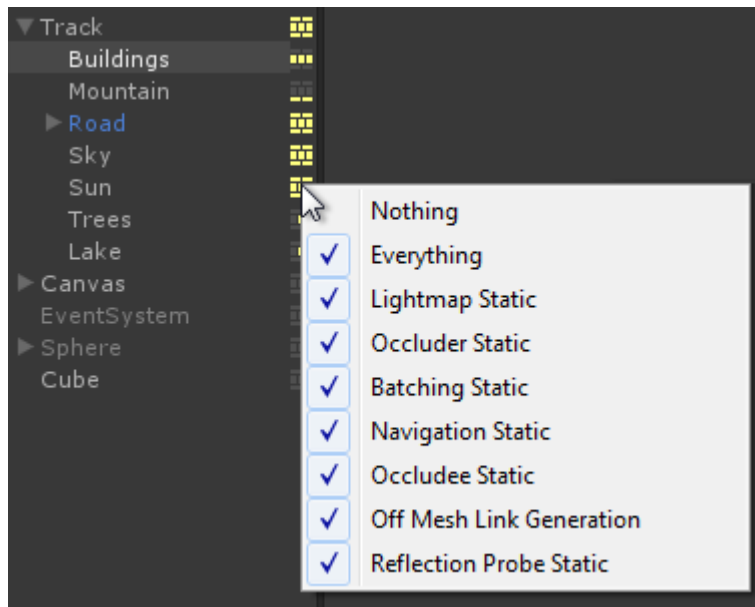 Track
Buildings
Mountain
Road
Sky
Sun
Trees
Lake
Canvas
EventSystem
Sphere
Cube
Nothing
Everything
Lightmap Static
Occluder Static
Batching Static
Navigation Static
Occludee Static
Off Mesh Link Generation
Reflection Probe Static